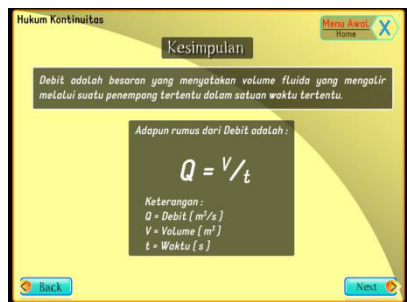 Hukum Kontinuitas
Menu Awal
Home
X
Kesimpulan
Debit adalah besaran yang menyatakan volume fluida yang mengalir
melalui suatu penempang tertentu dalam satuan waktu tertentu.
Adapun rumus dari Debit adalah :
Q = V/t
Keterangan :
Q = Debit ( m³/s )
V = Volume ( m³ )
t = Waktu ( s )
Back
Next